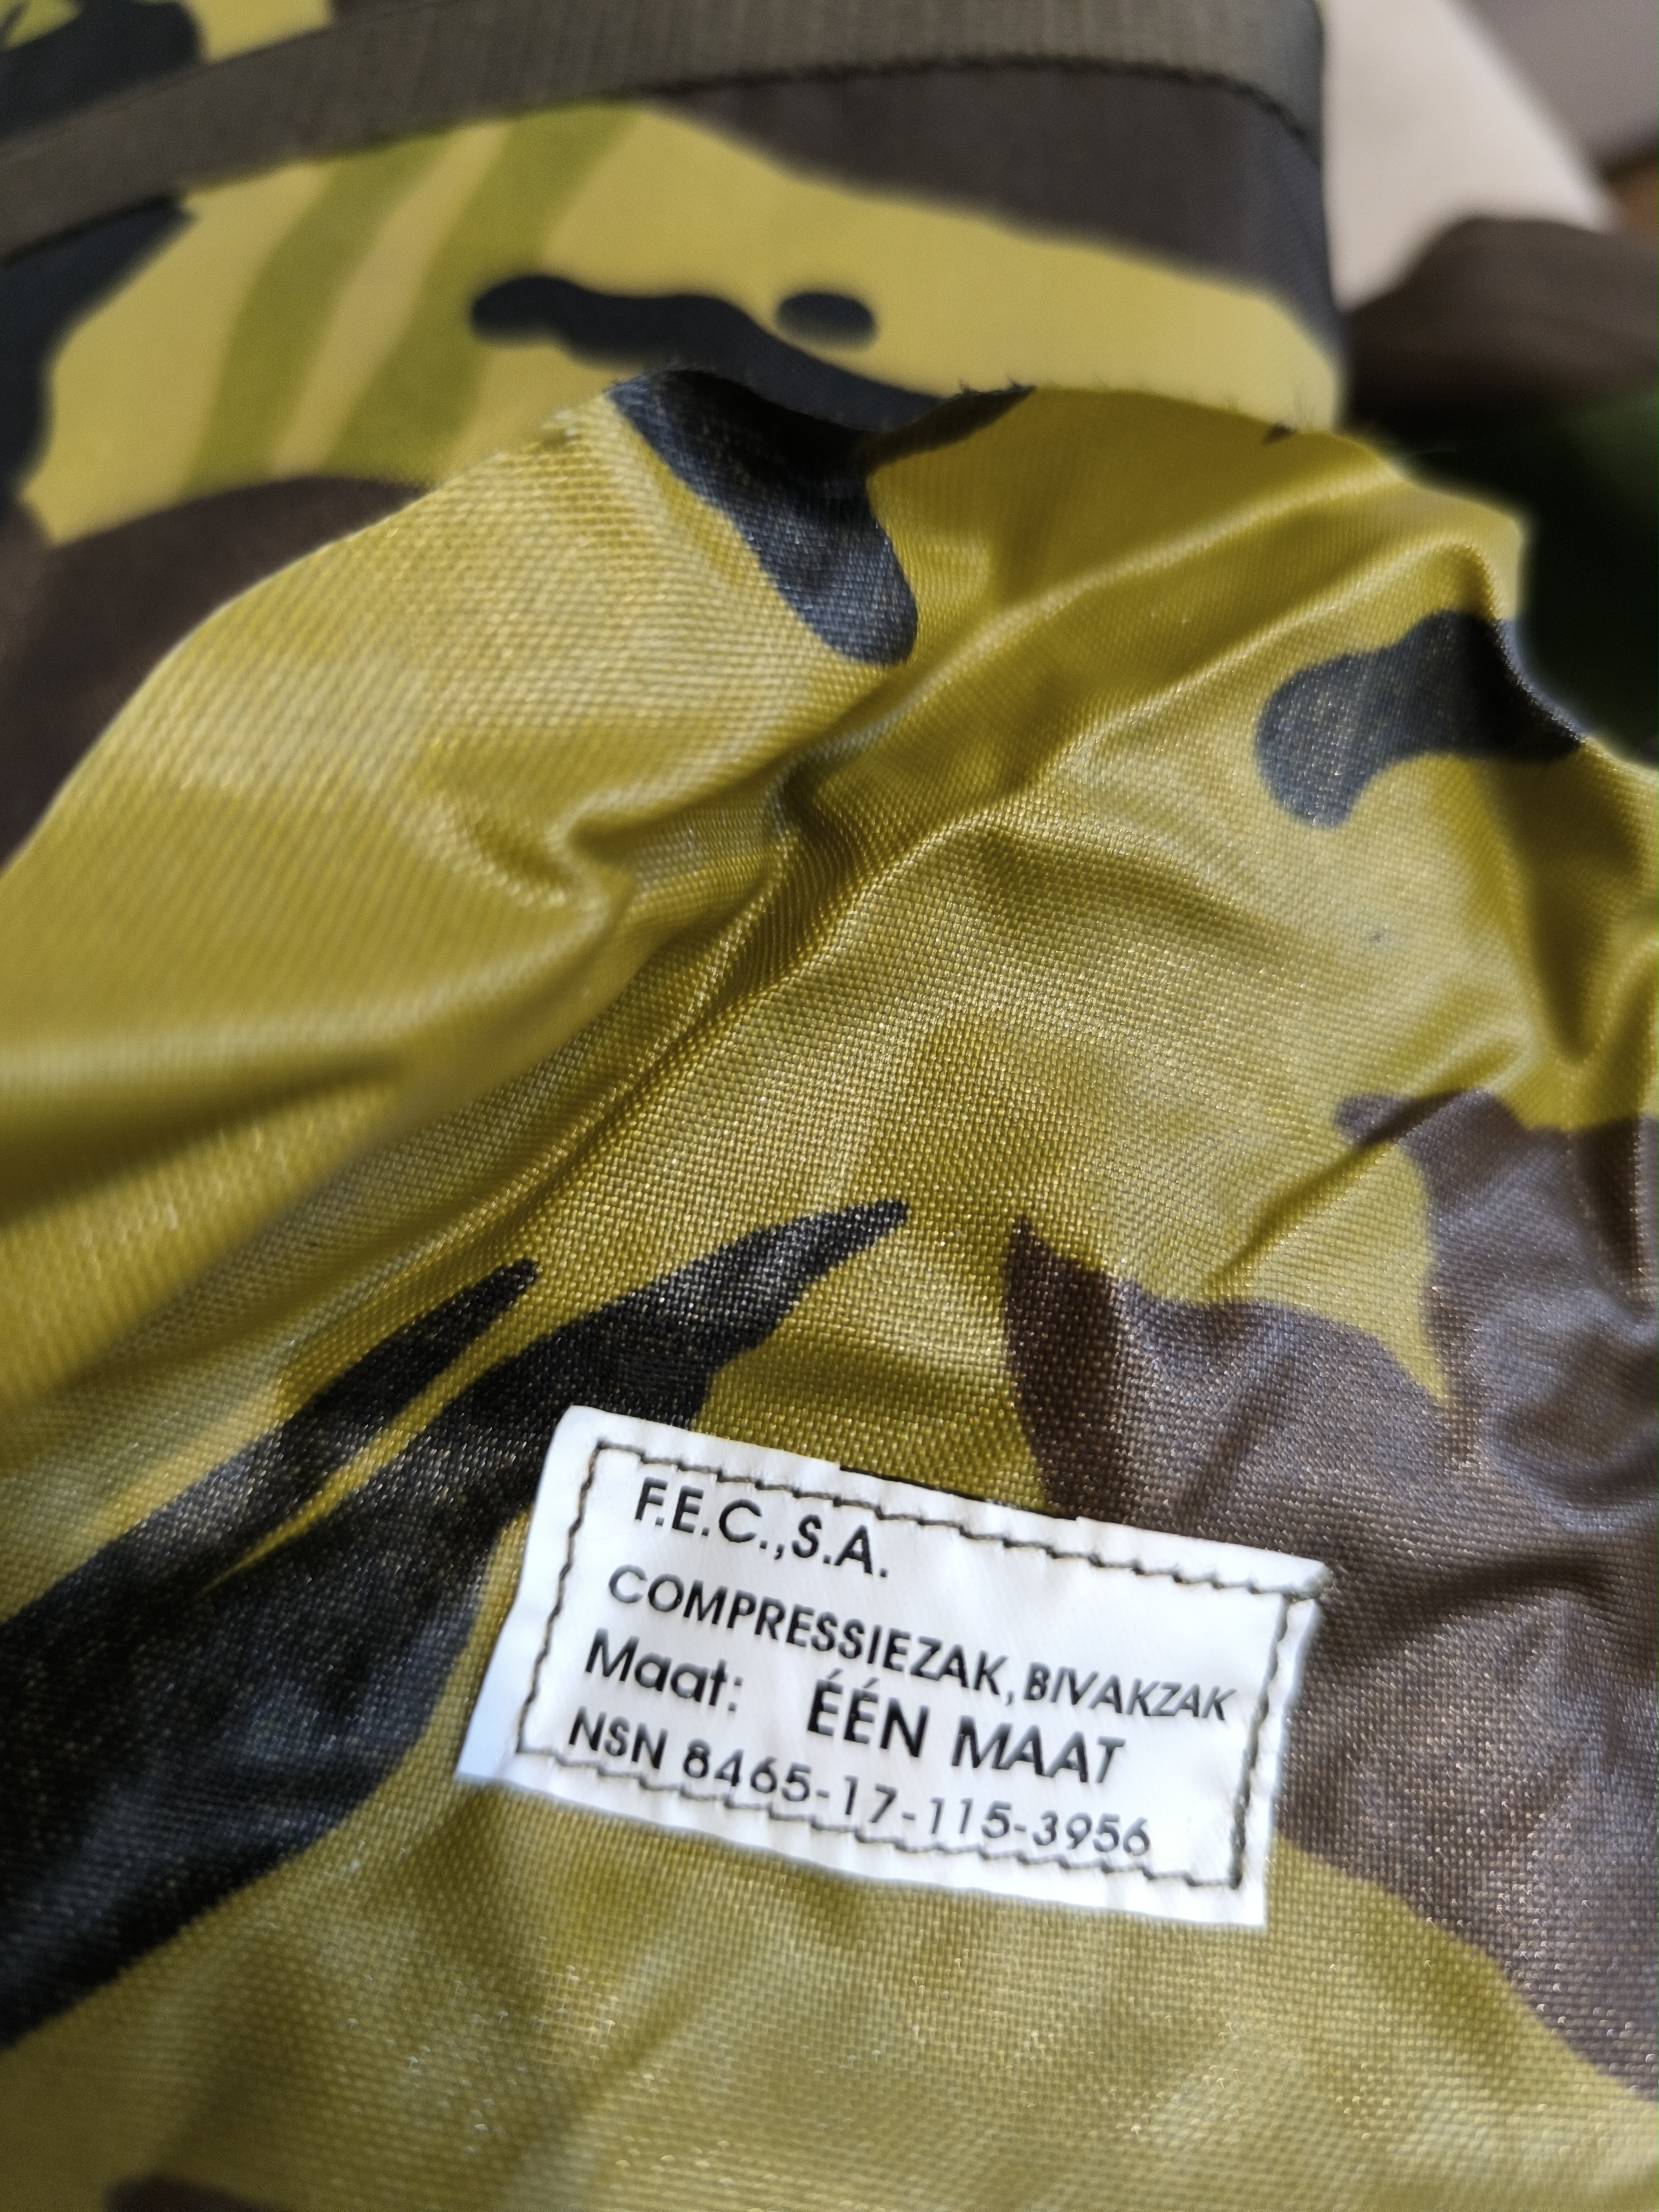 F.E.C.,S.A.
COMPRESSIEZAK, BIVAKZAK
Maat: ÉÉN MAAT
NSN 8465-17-115-3956